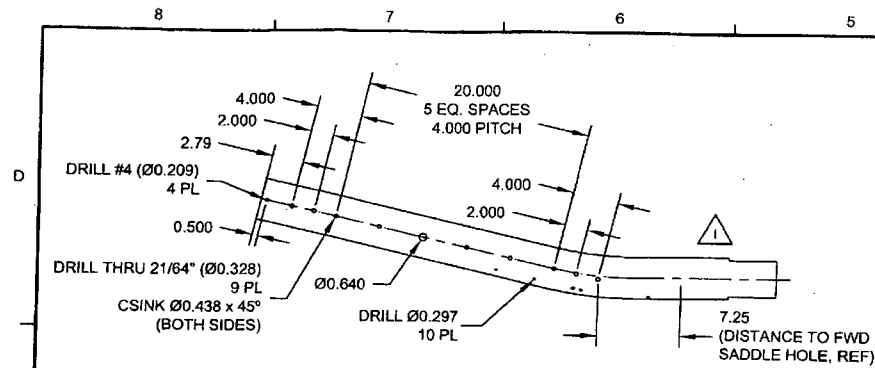 8
7
6
5
D
20.000
5 EQ. SPACES
4.000 PITCH
4.000
2.000
2.79
DRILL #4 (Ø0.209)
4 PL
0.500
4.000
2.000
1
DRILL THRU 21/64" (Ø0.328)
9 PL
CSINK Ø0.438 x 45º
(BOTH SIDES)
Ø0.640
DRILL Ø0.297
10 PL
7.25
(DISTANCE TO FWD
SADDLE HOLE, REF)